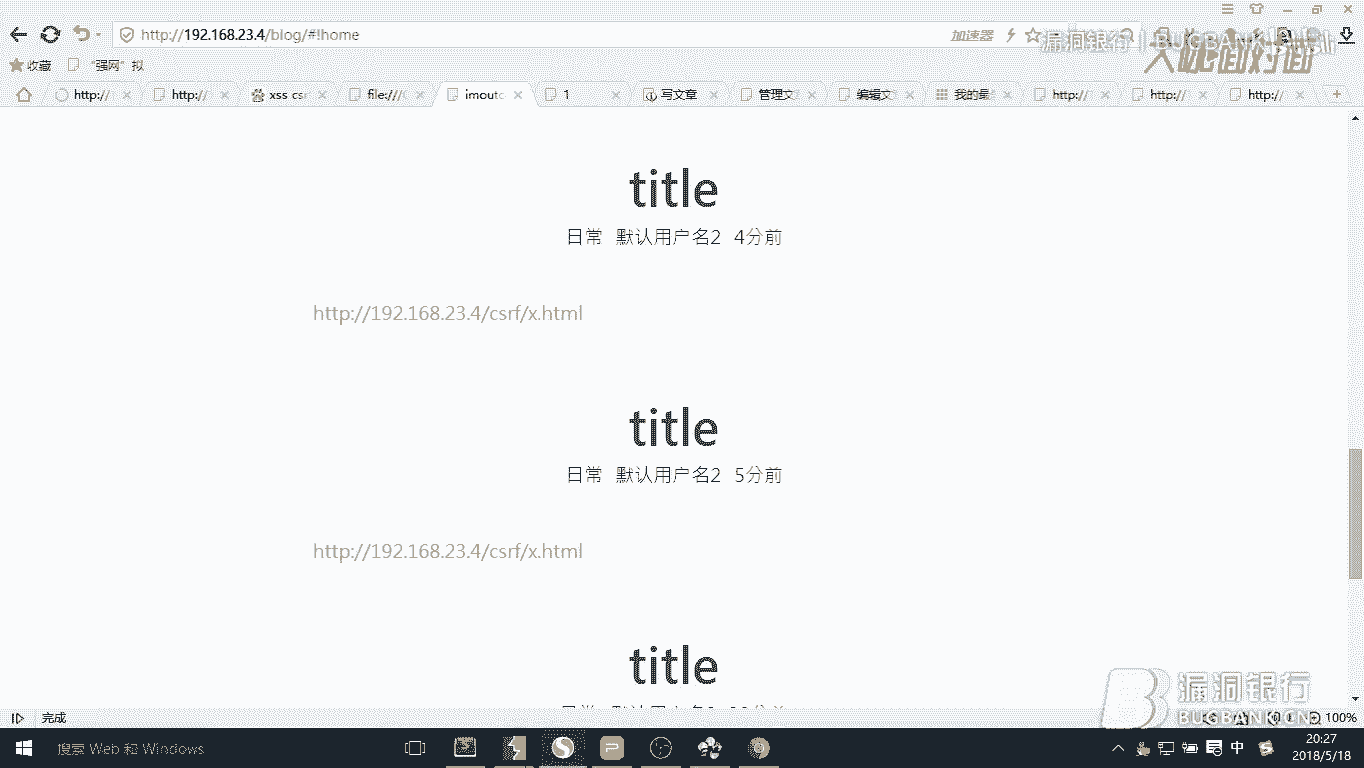 http://192.168.23.4/blog/#!home
加速器
漏洞银行 | BUGBANK
大咖面对面
收藏
"强网"拟
http://
http://
xss csr
file:///
imouto
1
写文章
管理文
编辑文
我的最
http://
http://
http://
title
日常 默认用户名2 4分前
http://192.168.23.4/csrf/x.html
title
日常 默认用户名2 5分前
http://192.168.23.4/csrf/x.html
title
漏洞银行
BUGBANK.CN
完成
100%
搜索 Web 和 Windows
中
20:27
2018/5/18